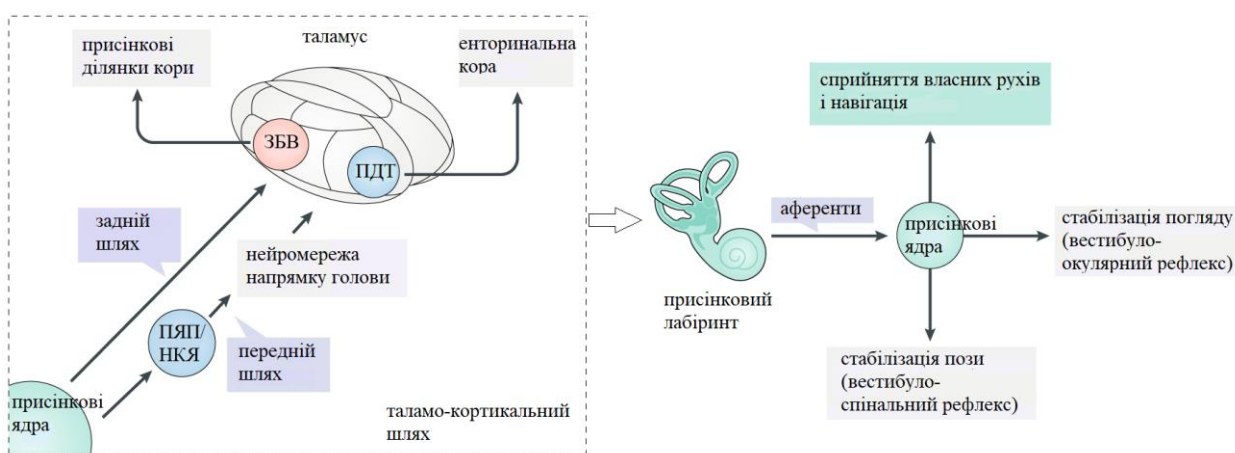 таламус
присінкові
ділянки кори
енторинальна
кора
ЗБВ
ПДТ
задній
шлях
нейромережа
напрямку голови
ПЯП/
НКЯ
передній
шлях
присінкові
ядра
таламо-кортикальний
шлях
сприйняття власних рухів
і навігація
аференти
присінкові
ядра
стабілізація погляду
(вестибуло-
окулярний рефлекс)
присінковий
лабіринт
стабілізація пози
(вестибуло-
спінальний рефлекс)